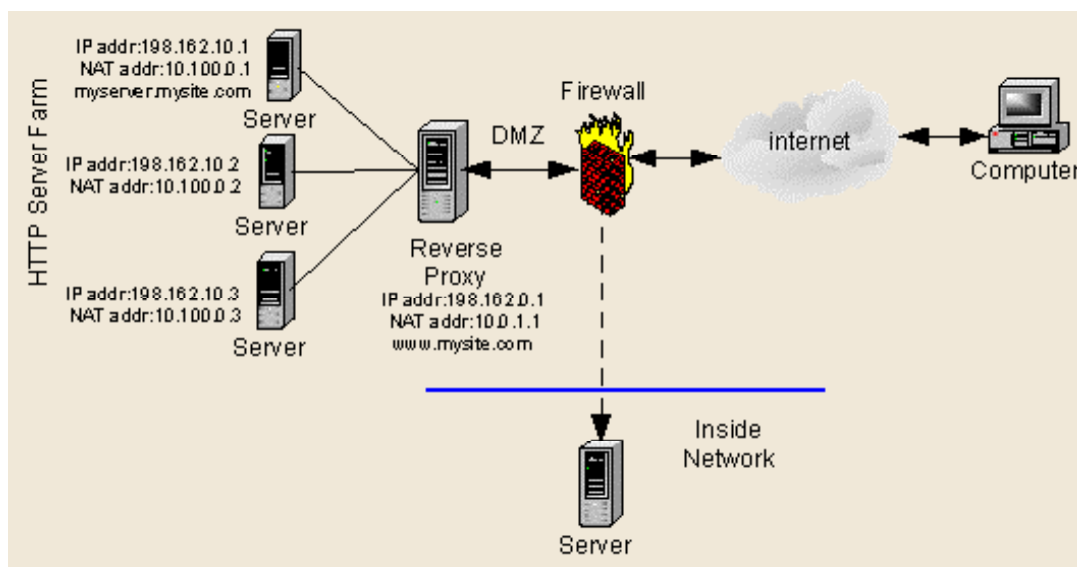 HTTP Server Farm
IP addr:198.162.10.1
NAT addr:10.100.0.1
myserver.mysite.com
Server
IP addr:198.162.10.2
NAT addr:10.100.0.2
Server
IP addr:198.162.10.3
NAT addr:10.100.0.3
Server
Reverse
Proxy
IP addr:198.162.0.1
NAT addr:10.0.1.1
www.mysite.com
DMZ
Firewall
internet
Computer
Inside
Network
Server